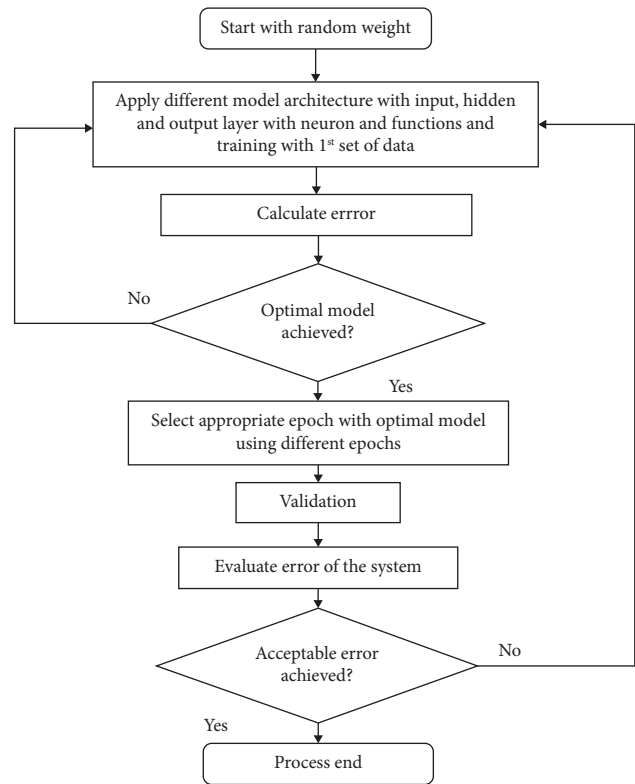 Start with random weight
Apply different model architecture with input, hidden
and output layer with neuron and functions and
training with 1st set of data
Calculate errror
No
Optimal model
achieved?
Yes
Select appropriate epoch with optimal model
using different epochs
Validation
Evaluate error of the system
Acceptable error
achieved?
No
Yes
Process end